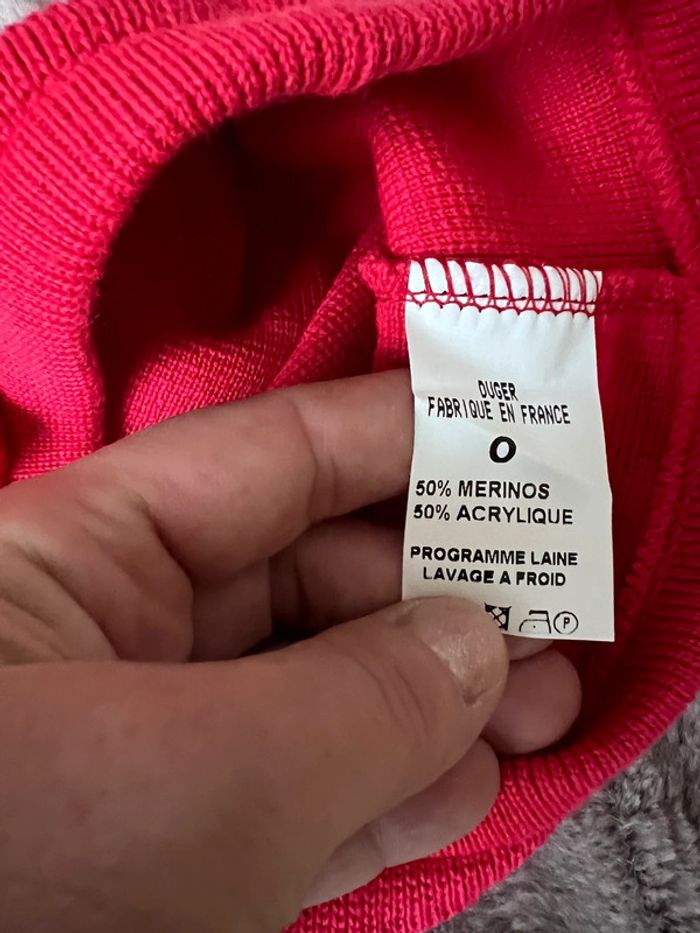 DUGER
FABRIQUE EN FRANCE
0
50% MERINOS
50% ACRYLIQUE
PROGRAMME LAINE
LAVAGE A FROID
P